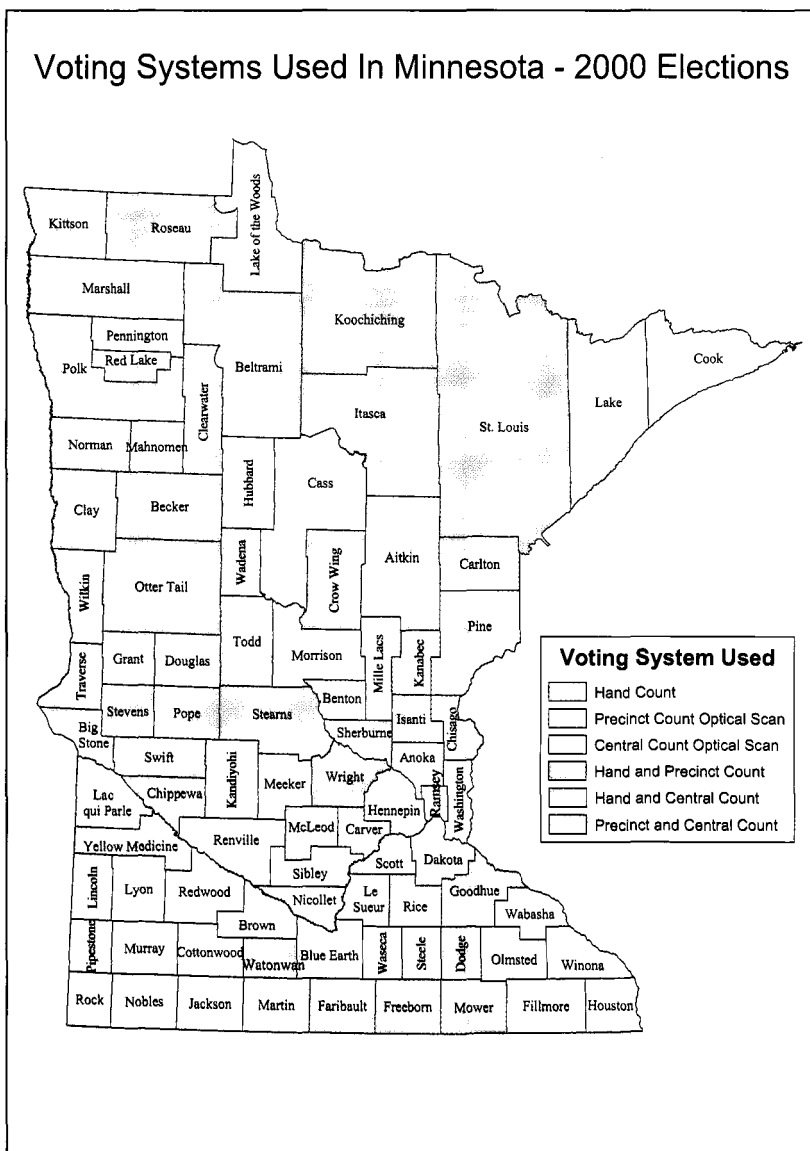 Voting Systems Used In Minnesota - 2000 Elections
Kittson
Roseau
Lake of the Woods
Marshall
Koochiching
Pennington
Red Lake
Polk
Beltrami
Clearwater
Cook
Lake
St. Louis
Itasca
Norman
Mahnomen
Hubbard
Cass
Clay
Becker
Aitkin
Wadena
Crow Wing
Carlton
Wilkin
Otter Tail
Pine
Todd
Morrison
Mille Lacs
Kanabec
Traverse
Grant
Douglas
Benton
Stevens
Pope
Stearns
Isanti
Chisago
Big
Stone
Sherburne
Swift
Kandiyohi
Anoka
Meeker
Wright
Ramsey
Washington
Lac
qui Parle
Chippewa
Hennepin
Renville
McLeod
Carver
Yellow Medicine
Scott
Dakota
Sibley
Lincoln
Lyon
Redwood
Nicollet
Le
Sueur
Rice
Goodhue
Wabasha
Brown
Pipestone
Murray
Cottonwood
Watonwan
Blue Earth
Waseca
Steele
Dodge
Olmsted
Winona
Rock
Nobles
Jackson
Martin
Faribault
Freeborn
Mower
Fillmore
Houston
Voting System Used
Hand Count
Precinct Count Optical Scan
Central Count Optical Scan
Hand and Precinct Count
Hand and Central Count
Precinct and Central Count